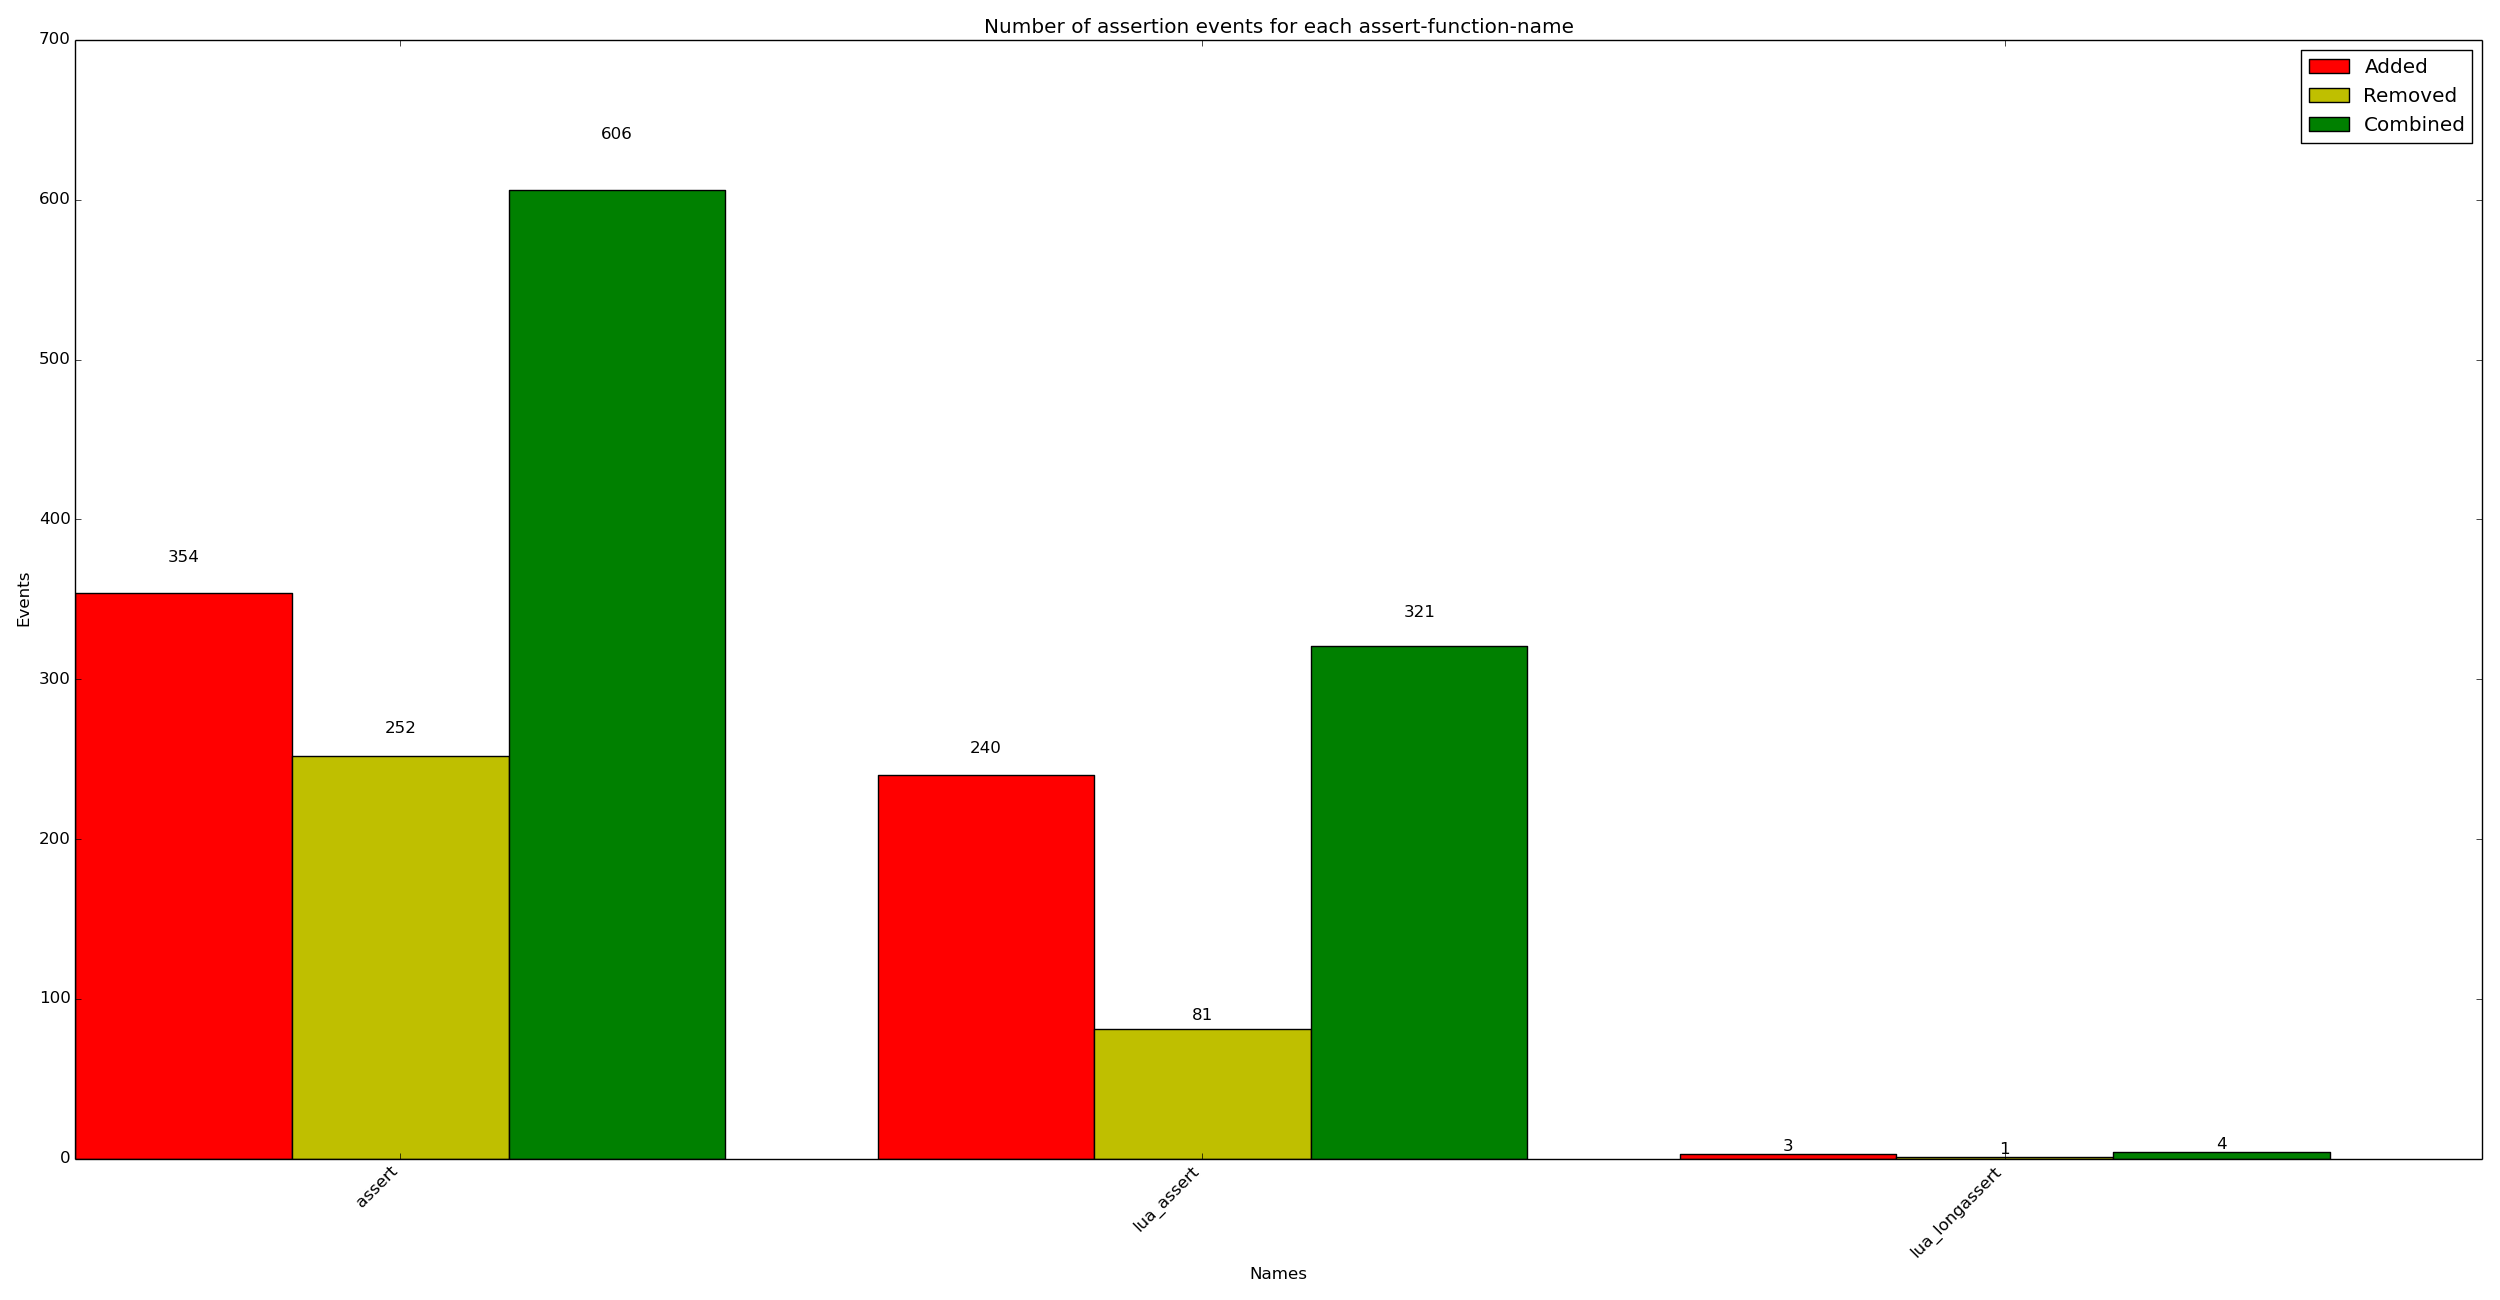 Number of assertion events for each assert-function-name
700
600
500
400
300
200
100
0
Events
Added
Removed
Combined
354
252
606
240
81
321
3
1
4
assert
lua_assert
lua_longassert
Names